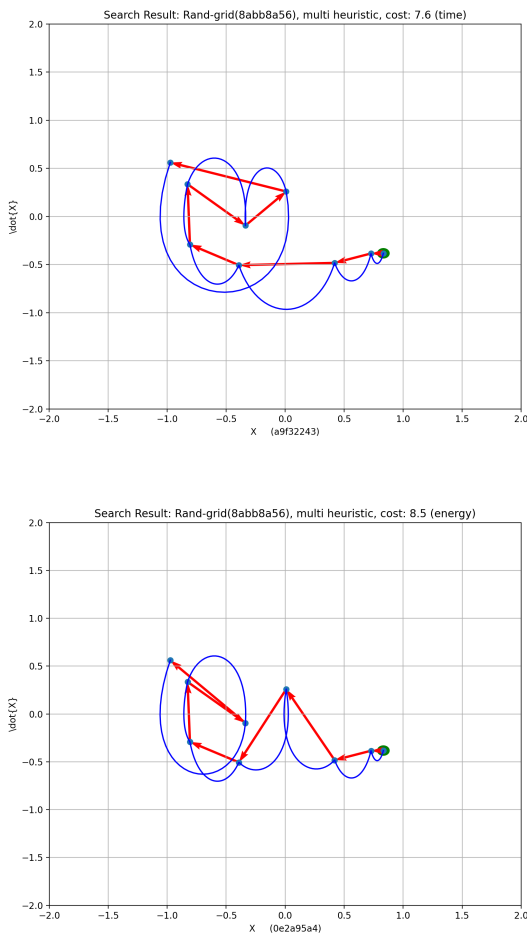 Search Result: Rand-grid(8abb8a56), multi heuristic, cost: 7.6 (time)
2.0
1.5
1.0
0.5
0.0
−0.5
−1.0
−1.5
−2.0
\dot{X}
−2.0 −1.5 −1.0 −0.5 0.0 0.5 1.0 1.5 2.0
X (a9f32243)
Search Result: Rand-grid(8abb8a56), multi heuristic, cost: 8.5 (energy)
2.0
1.5
1.0
0.5
0.0
−0.5
−1.0
−1.5
−2.0
\dot{X}
−2.0 −1.5 −1.0 −0.5 0.0 0.5 1.0 1.5 2.0
X (0e2a95a4)